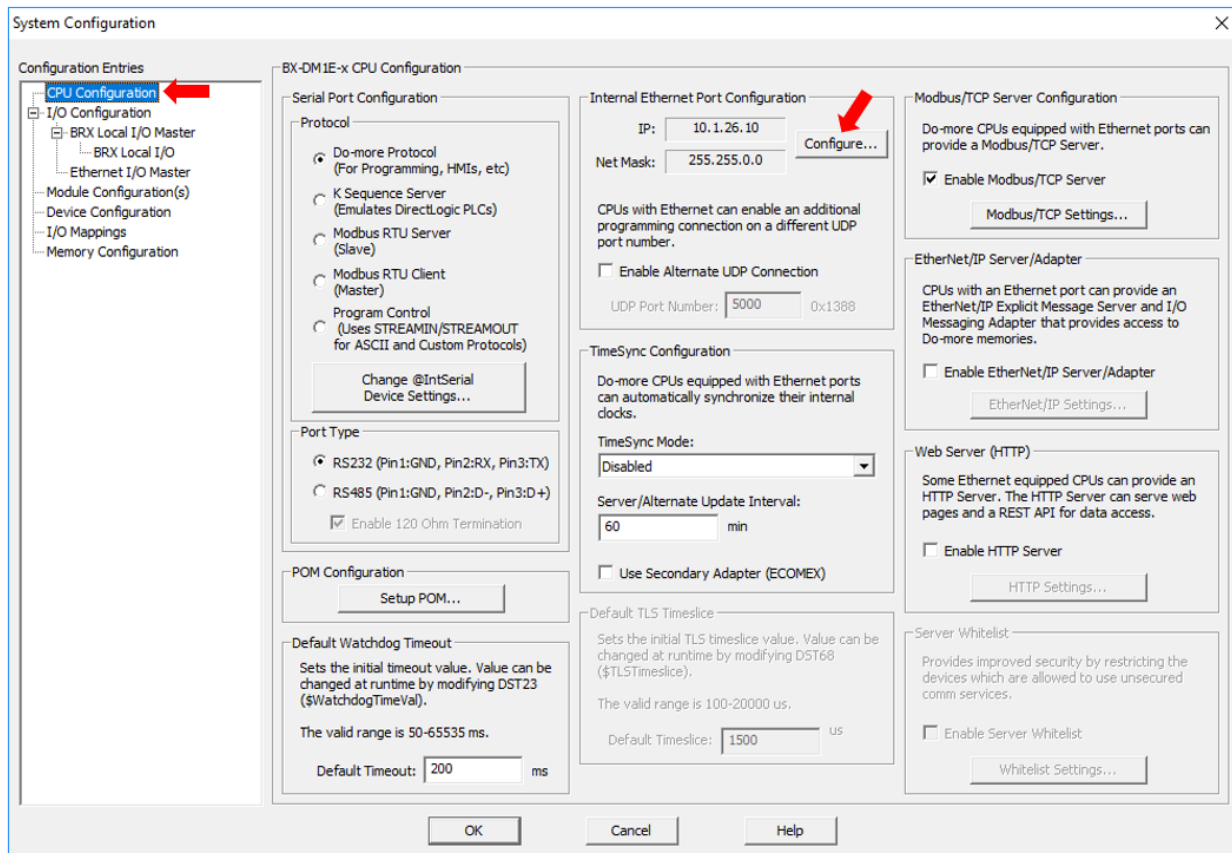 System Configuration
Configuration Entries
CPU Configuration
I/O Configuration
BRX Local I/O Master
BRX Local I/O
Ethernet I/O Master
Module Configuration(s)
Device Configuration
I/O Mappings
Memory Configuration
BX-DM1E-x CPU Configuration
Serial Port Configuration
Protocol
Do-more Protocol
(For Programming, HMIs, etc)
K Sequence Server
(Emulates DirectLogic PLCs)
Modbus RTU Server
(Slave)
Modbus RTU Client
(Master)
Program Control
(Uses STREAMIN/STREAMOUT
for ASCII and Custom Protocols)
Change @IntSerial
Device Settings...
Port Type
RS232 (Pin1:GND, Pin2:RX, Pin3:TX)
RS485 (Pin1:GND, Pin2:D-, Pin3:D+)
Enable 120 Ohm Termination
POM Configuration
Setup POM...
Default Watchdog Timeout
Sets the initial timeout value. Value can be
changed at runtime by modifying DST23
($WatchdogTimeVal).
The valid range is 50-65535 ms.
Default Timeout: 200 ms
Internal Ethernet Port Configuration
IP: 10.1.26.10
Configure...
Net Mask: 255.255.0.0
CPUs with Ethernet can enable an additional
programming connection on a different UDP
port number.
Enable Alternate UDP Connection
UDP Port Number: 5000 0x1388
TimeSync Configuration
Do-more CPUs equipped with Ethernet ports
can automatically synchronize their internal
clocks.
TimeSync Mode:
Disabled
Server/Alternate Update Interval:
60 min
Use Secondary Adapter (ECOMEX)
Default TLS Timeslice
Sets the initial TLS timeslice value. Value can be
changed at runtime by modifying DST68
($TLSTimeslice).
The valid range is 100-20000 us.
Default Timeslice: 1500 us
Modbus/TCP Server Configuration
Do-more CPUs equipped with Ethernet ports can
provide a Modbus/TCP Server.
Enable Modbus/TCP Server
Modbus/TCP Settings...
EtherNet/IP Server/Adapter
CPUs with an Ethernet port can provide an
EtherNet/IP Explicit Message Server and I/O
Messaging Adapter that provides access to
Do-more memories.
Enable EtherNet/IP Server/Adapter
EtherNet/IP Settings...
Web Server (HTTP)
Some Ethernet equipped CPUs can provide an
HTTP Server. The HTTP Server can serve web
pages and a REST API for data access.
Enable HTTP Server
HTTP Settings...
Server Whitelist
Provides improved security by restricting the
devices which are allowed to use unsecured
comm services.
Enable Server Whitelist
Whitelist Settings...
OK
Cancel
Help